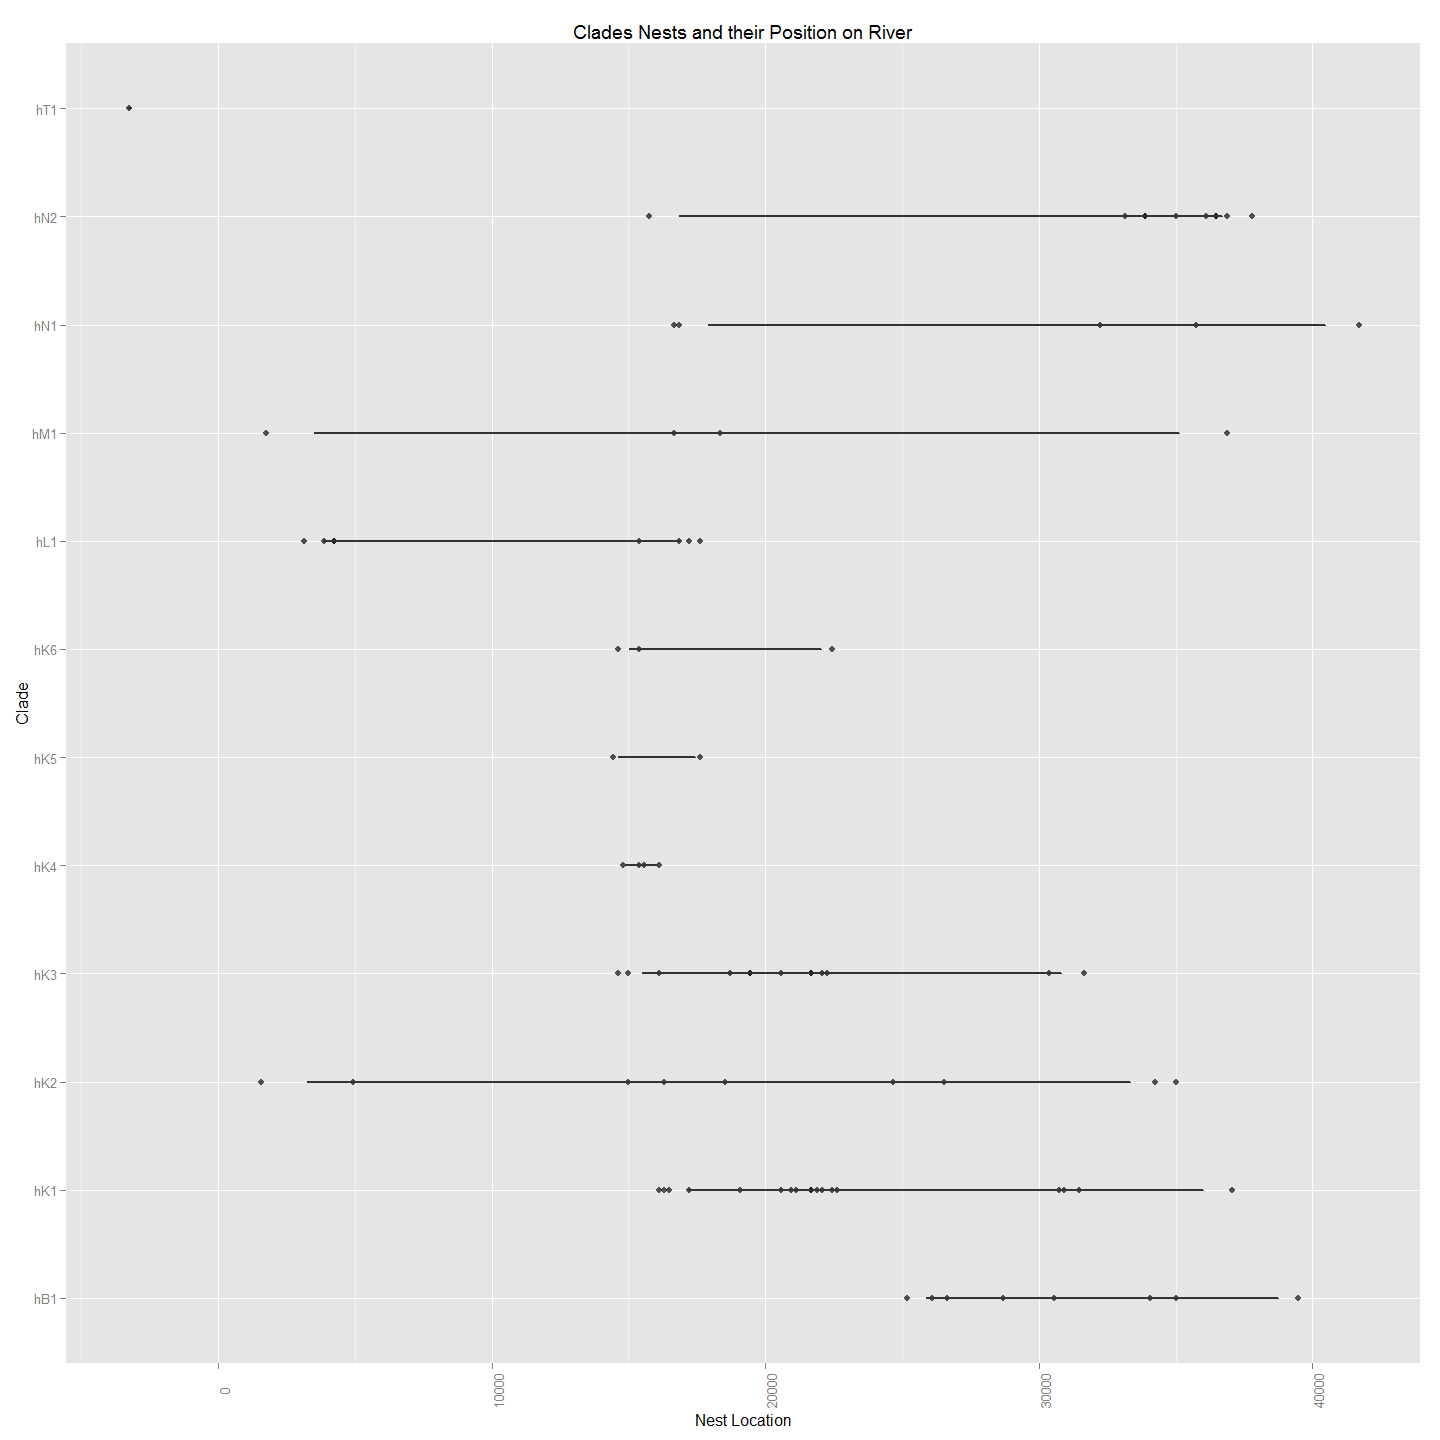 Clades Nests and their Position on River
hT1
hN2
hN1
hM1
hL1
hK6
hK5
hK4
hK3
hK2
hK1
hB1
Clade
0
10000
20000
30000
40000
Nest Location